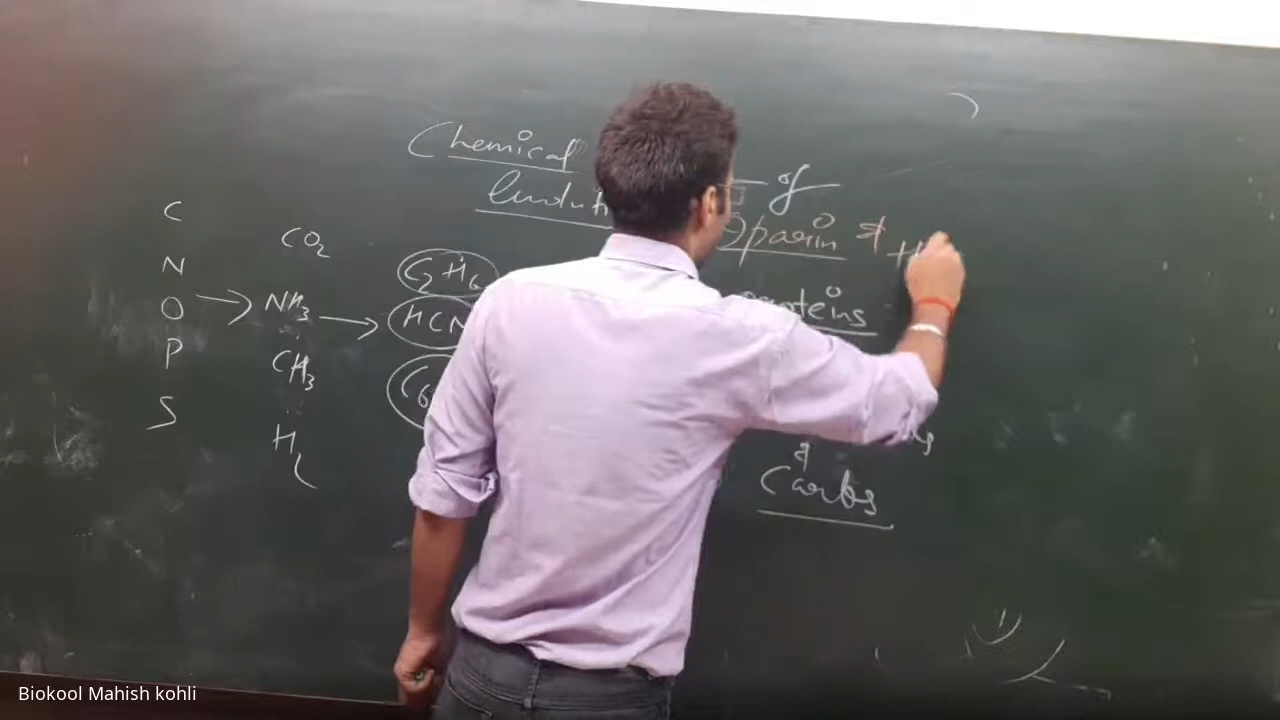 Chemical
of
Oparin &
C
N
O
P
S
CO2
NH3
CH3
H2
C2H6
HCN
Proteins
&
Carbs
Biokool Mahish kohli